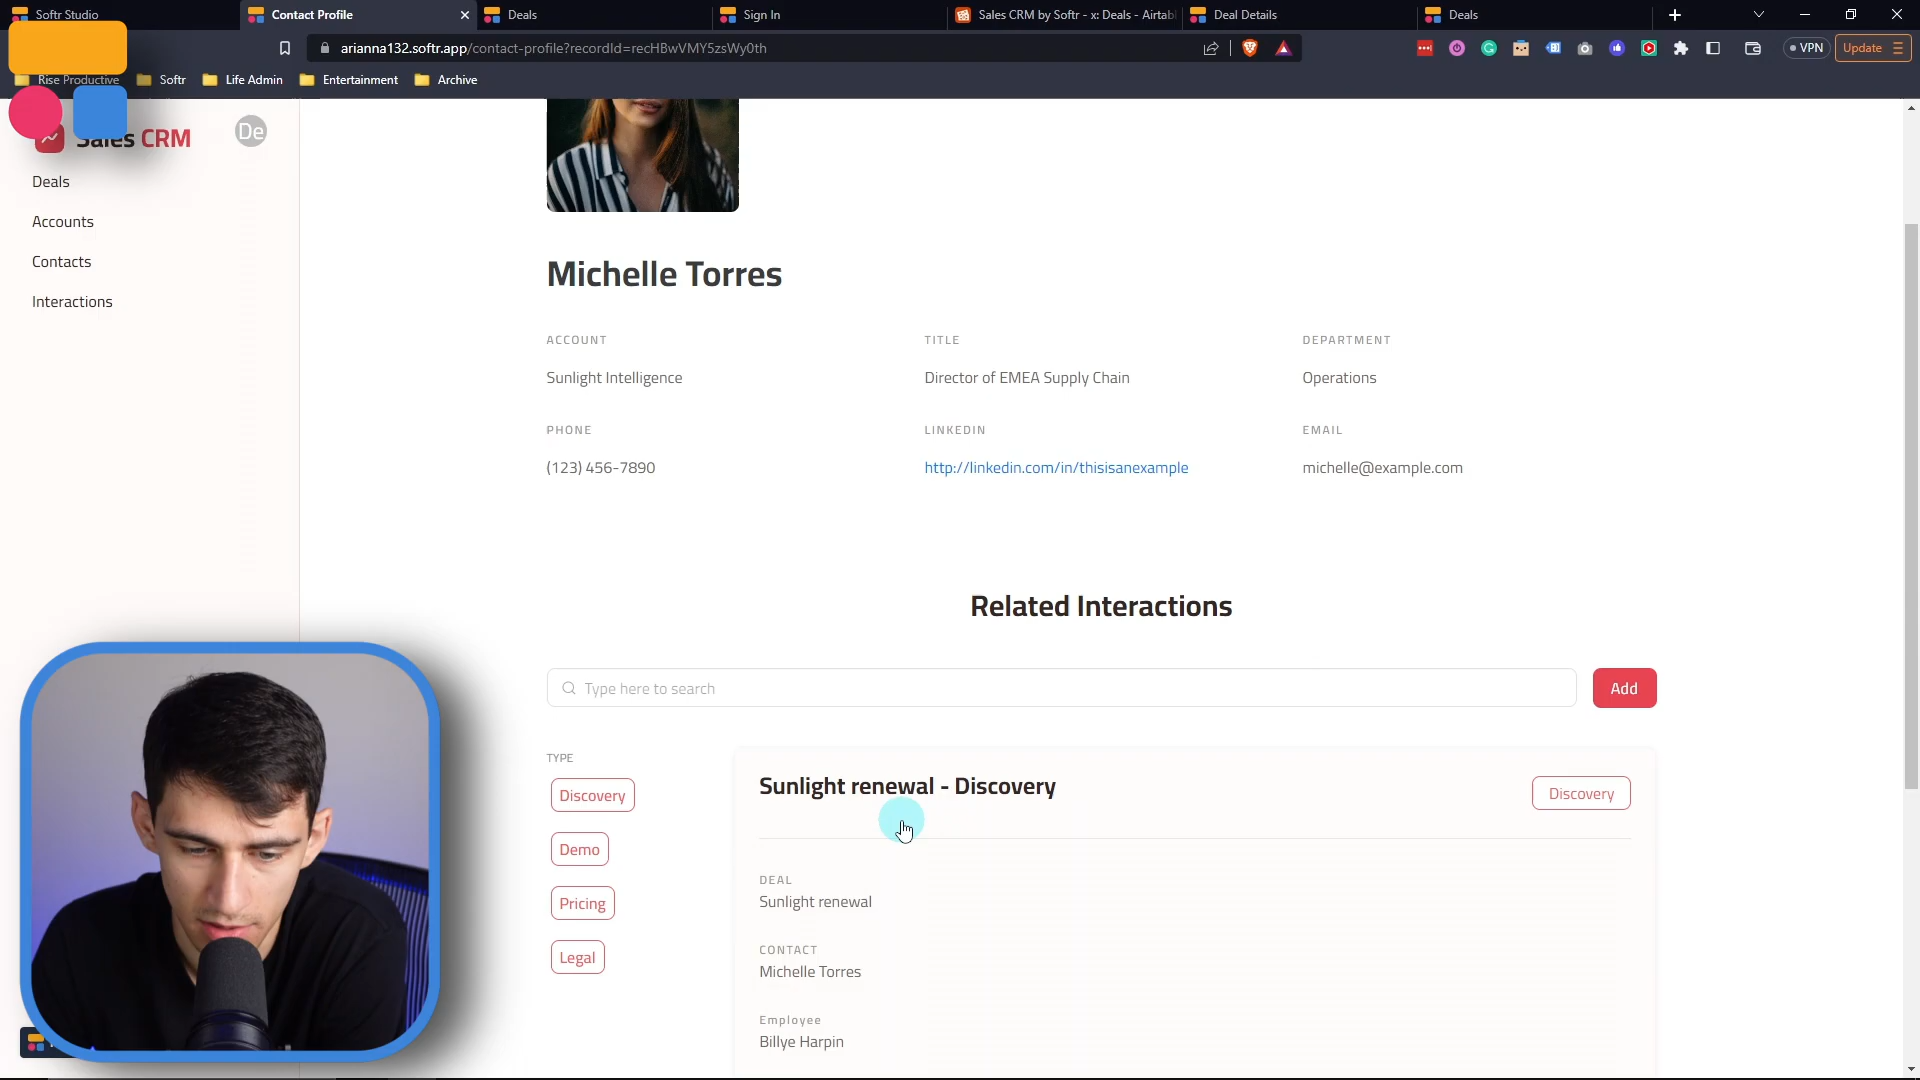 Softr Studio
Contact Profile
Deals
Sign In
Sales CRM by Softr - x: Deals - Airtab
Deal Details
Deals
arianna132.softr.app/contact-profile?recordId=recHBwVMY5zsWy0th
VPN
Update
Rise Productive
Softr
Life Admin
Entertainment
Archive
Sales CRM
De
Deals
Accounts
Contacts
Interactions
Michelle Torres
ACCOUNT
TITLE
DEPARTMENT
Sunlight Intelligence
Director of EMEA Supply Chain
Operations
PHONE
LINKEDIN
EMAIL
(123) 456-7890
http://linkedin.com/in/thisisanexample
michelle@example.com
Related Interactions
Type here to search
Add
TYPE
Discovery
Demo
Pricing
Legal
Sunlight renewal - Discovery
Discovery
DEAL
Sunlight renewal
CONTACT
Michelle Torres
Employee
Billye Harpin